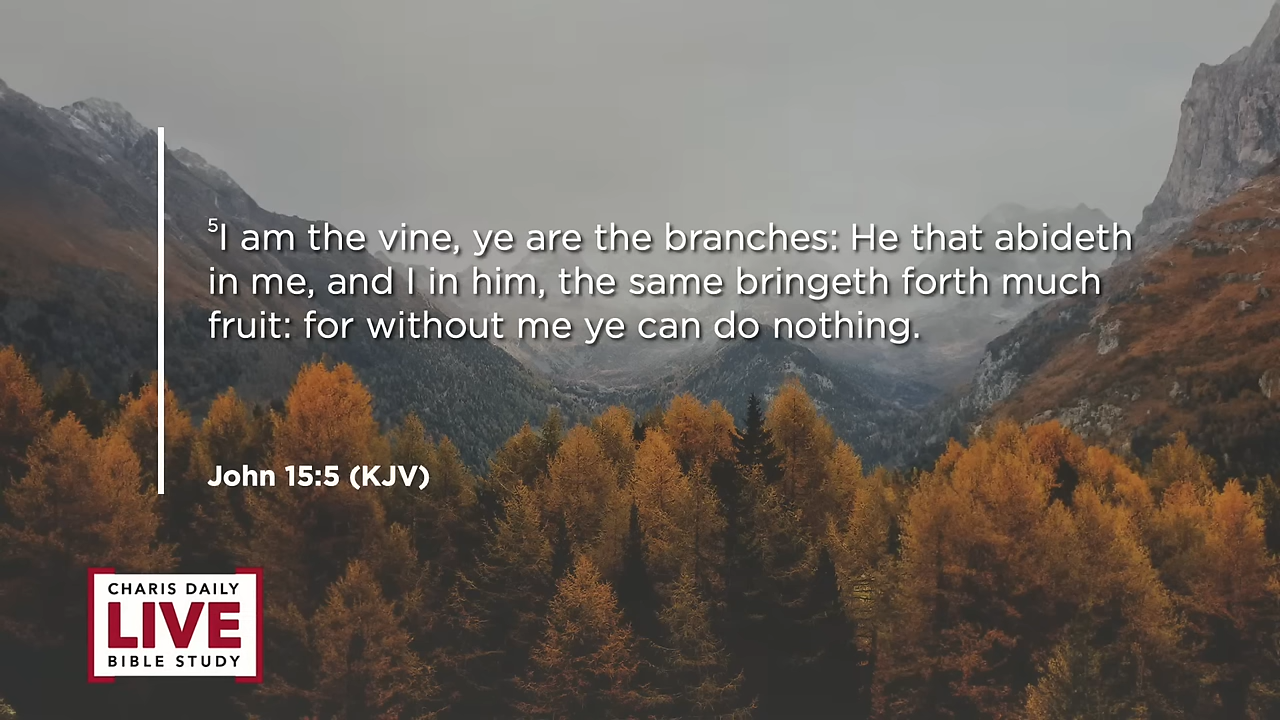 ⁵I am the vine, ye are the branches: He that abideth
in me, and I in him, the same bringeth forth much
fruit: for without me ye can do nothing.
John 15:5 (KJV)
CHARIS DAILY
LIVE
BIBLE STUDY